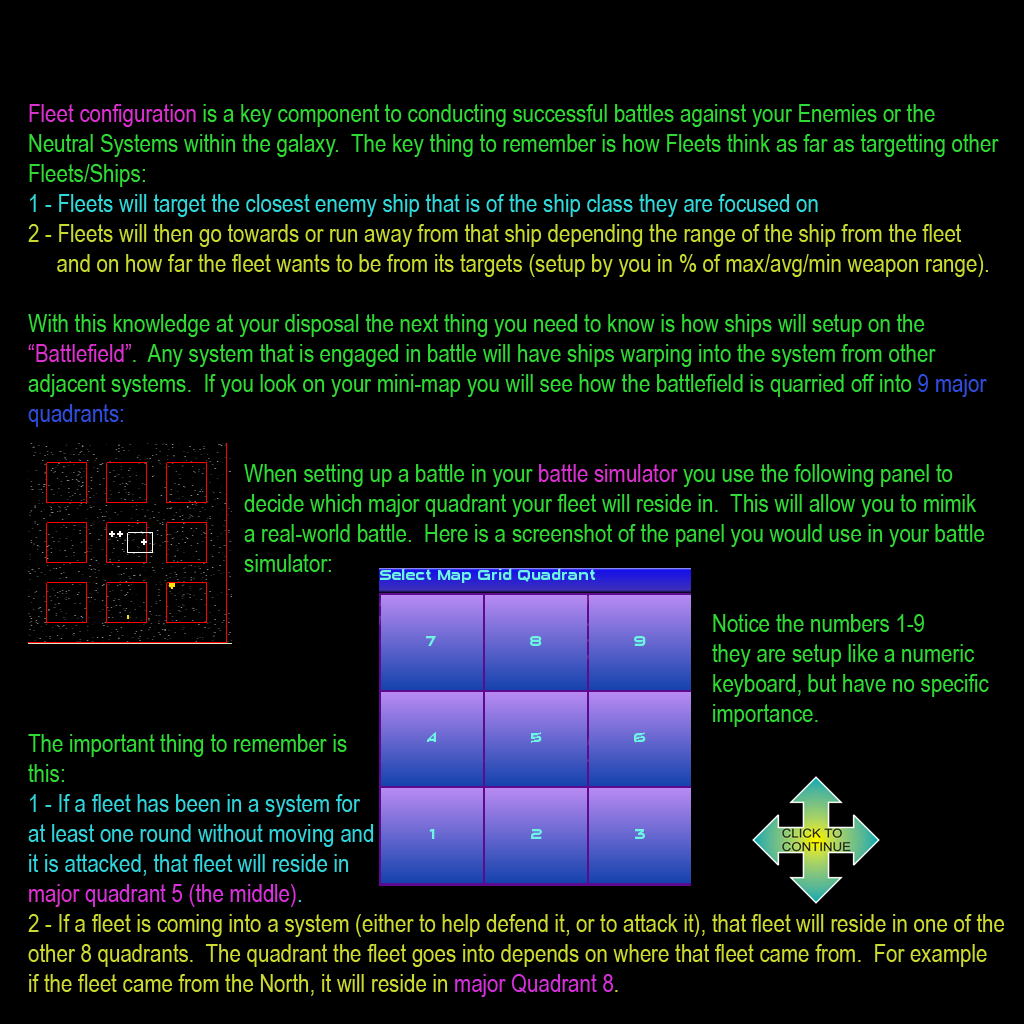 Fleet configuration is a key component to conducting successful battles against your Enemies or the
Neutral Systems within the galaxy.  The key thing to remember is how Fleets think as far as targetting other
Fleets/Ships:
1 - Fleets will target the closest enemy ship that is of the ship class they are focused on
2 - Fleets will then go towards or run away from that ship depending the range of the ship from the fleet
and on how far the fleet wants to be from its targets (setup by you in % of max/avg/min weapon range).
With this knowledge at your disposal the next thing you need to know is how ships will setup on the
“Battlefield”.  Any system that is engaged in battle will have ships warping into the system from other
adjacent systems.  If you look on your mini-map you will see how the battlefield is quarried off into 9 major
quadrants:
When setting up a battle in your battle simulator you use the following panel to
decide which major quadrant your fleet will reside in.  This will allow you to mimik
a real-world battle.  Here is a screenshot of the panel you would use in your battle
simulator:
Select Map Grid Quadrant
7 8 9
4 5 6
1 2 3
Notice the numbers 1-9
they are setup like a numeric
keyboard, but have no specific
importance.
The important thing to remember is
this:
1 - If a fleet has been in a system for
at least one round without moving and
it is attacked, that fleet will reside in
major quadrant 5 (the middle).
CLICK TO
CONTINUE
2 - If a fleet is coming into a system (either to help defend it, or to attack it), that fleet will reside in one of the
other 8 quadrants.  The quadrant the fleet goes into depends on where that fleet came from.  For example
if the fleet came from the North, it will reside in major Quadrant 8.